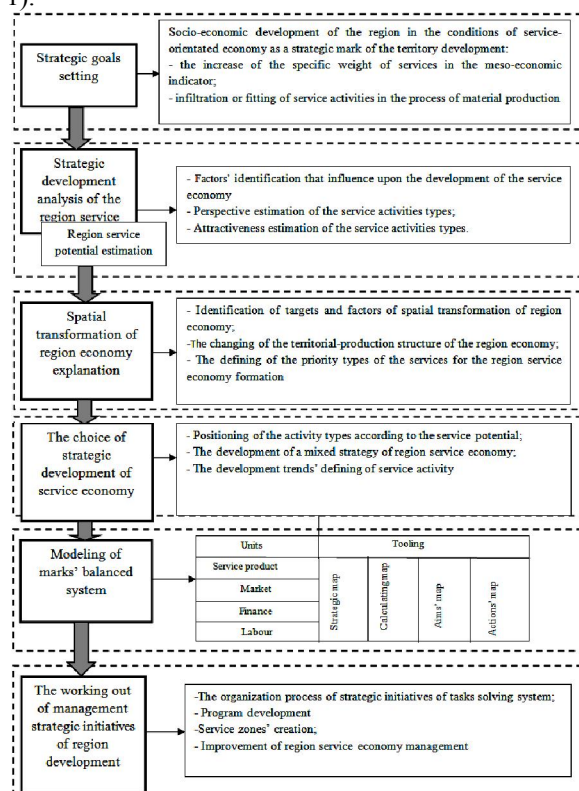 1).
Strategic goals
setting
Socio-economic development of the region in the conditions of service-
orientated economy as a strategic mark of the territory development:
- the increase of the specific weight of services in the meso-economic
indicator;
- infiltration or fitting of service activities in the process of material production
Strategic
development
analysis of the
region service
Region service
potential estimation
- Factors' identification that influence upon the development of the service
economy
- Perspective estimation of the service activities types;
- Attractiveness estimation of the service activities types.
Spatial
transformation of
region economy
explanation
- Identification of targets and factors of spatial transformation of region
economy;
-The changing of the territorial-production structure of the region economy;
- The defining of the priority types of the services for the region service
economy formation
The choice of
strategic
development of
service economy
- Positioning of the activity types according to the service potential;
- The development of a mixed strategy of region service economy;
- The development trends' defining of service activity
Modeling of
marks' balanced
system
Units Tooling
Service product
Market
Finance
Labour
Strategic map
Calculating map
Aims' map
Actions' map
The working out
of management
strategic initiatives
of region
development
-The organization process of strategic initiatives of tasks solving system;
- Program development
-Service zones' creation;
- Improvement of region service economy management